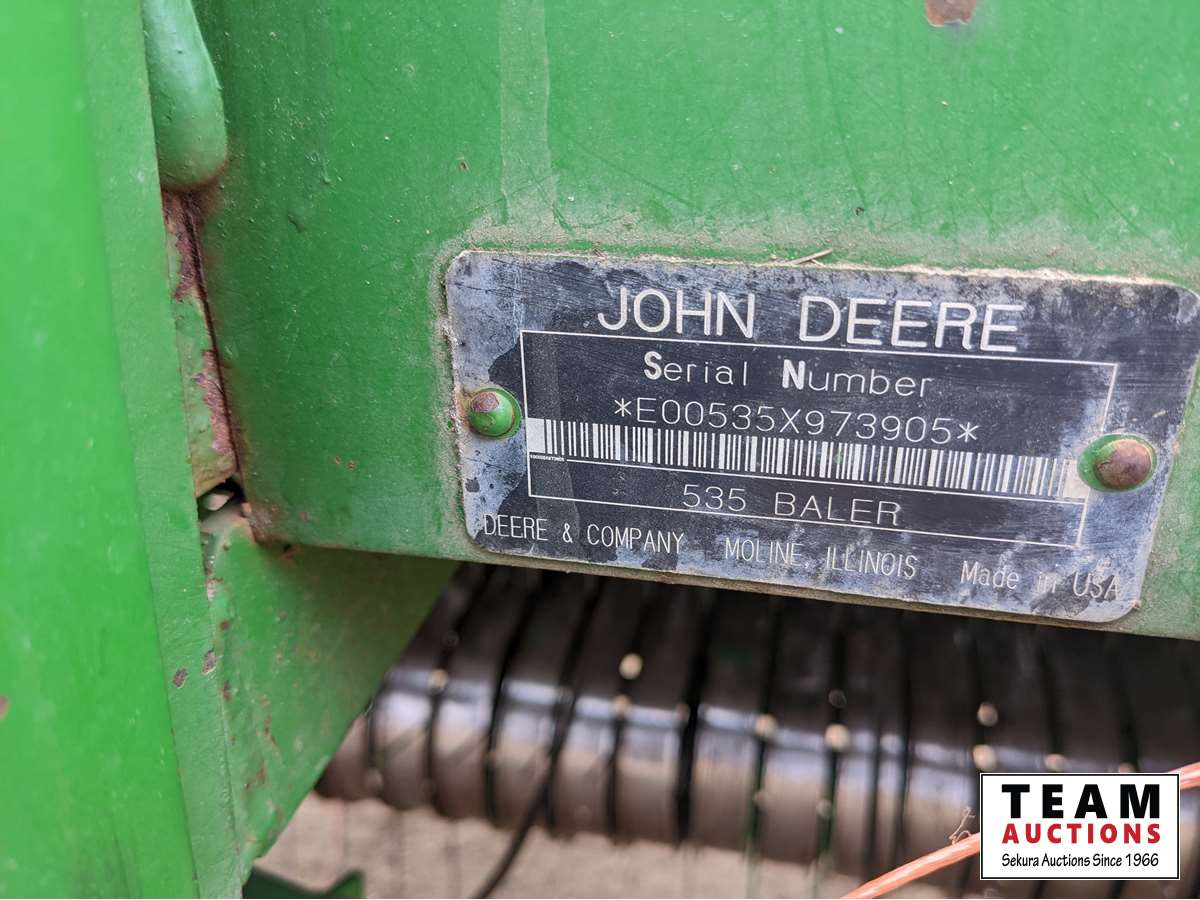 JOHN DEERE
Serial Number
*E00535X973905*
535 BALER
DEERE & COMPANY MOLINE, ILLINOIS Made in USA
TEAM
AUCTIONS
Sekura Auctions Since 1966